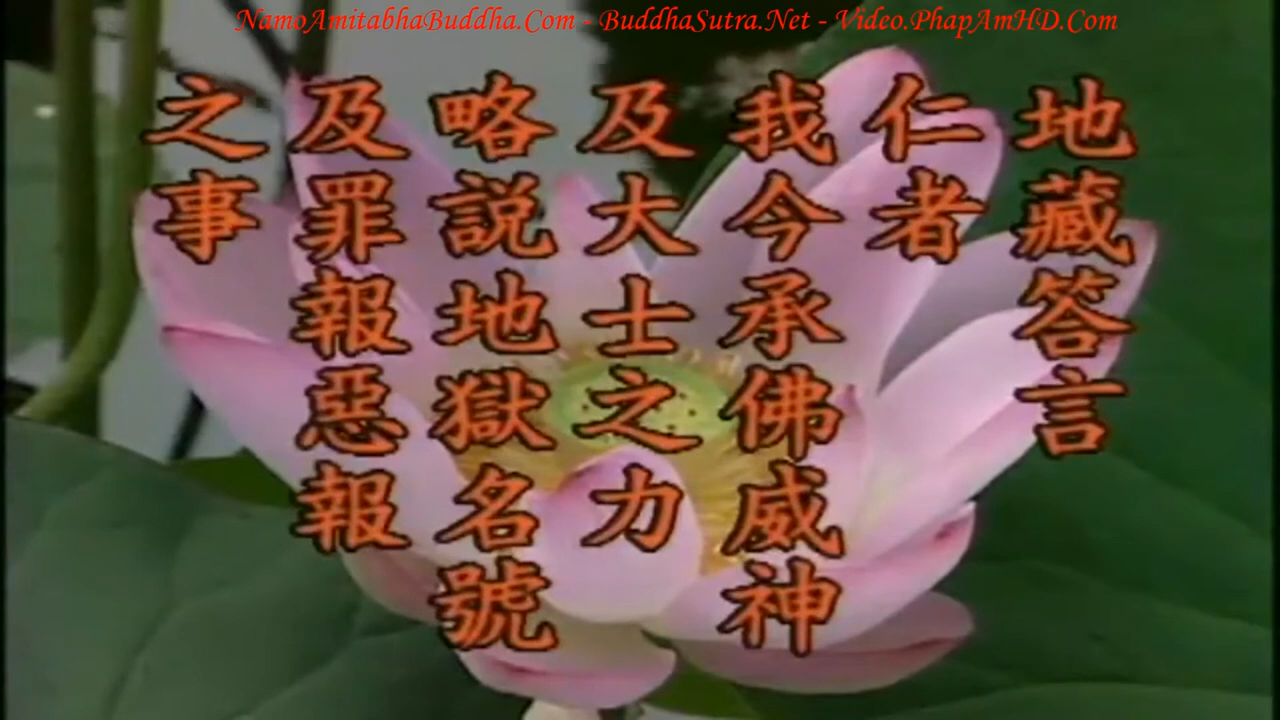 NamoAmitabhaBuddha.Com - BuddhaSutra.Net - Video.PhapAmHD.Com
地藏答言
仁者
我今承佛威神
及大士之力
略説地獄名號
及罪報惡報
之事